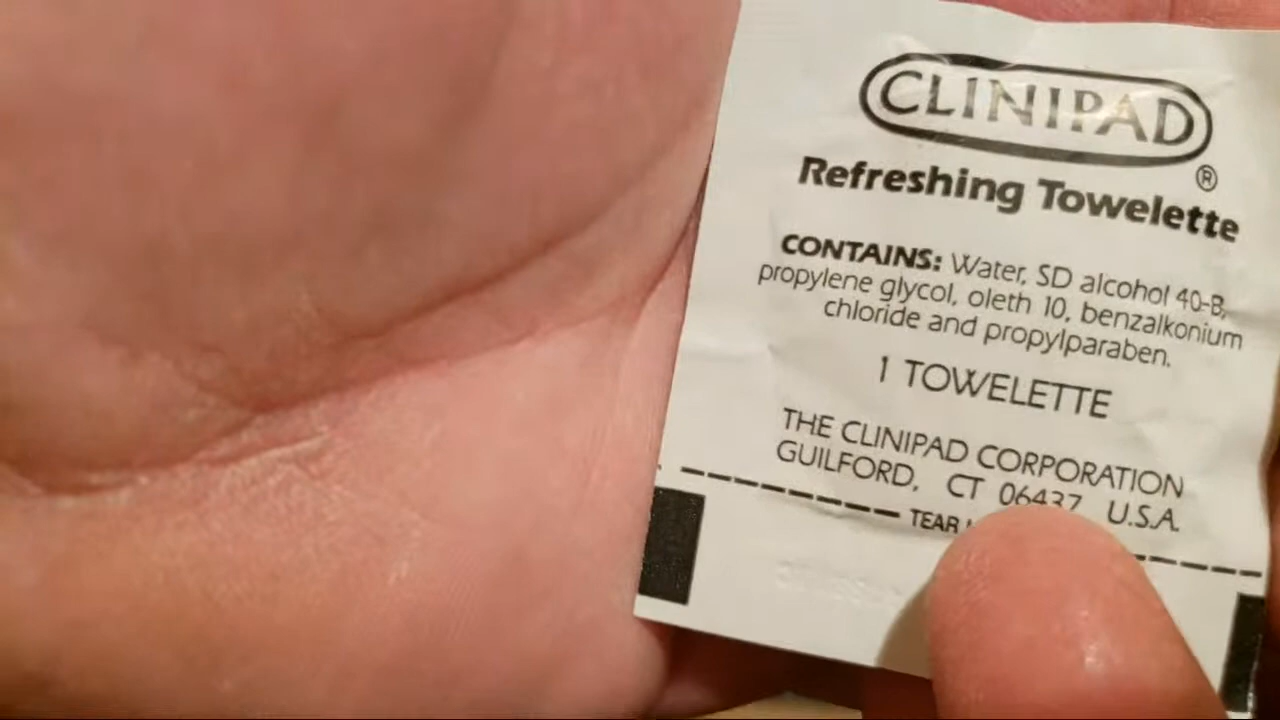 CLINIPAD
®
Refreshing Towelette
CONTAINS: Water, SD alcohol 40-B,
propylene glycol, oleth 10, benzalkonium
chloride and propylparaben.
1 TOWELETTE
THE CLINIPAD CORPORATION
GUILFORD, CT 06437 U.S.A.
TEAR